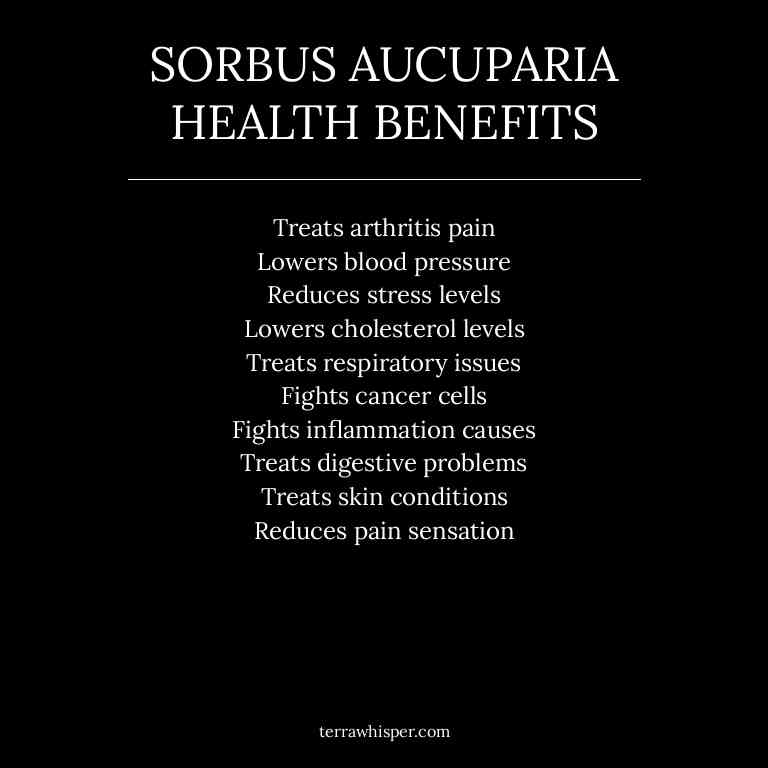 SORBUS AUCUPARIA
HEALTH BENEFITS
Treats arthritis pain
Lowers blood pressure
Reduces stress levels
Lowers cholesterol levels
Treats respiratory issues
Fights cancer cells
Fights inflammation causes
Treats digestive problems
Treats skin conditions
Reduces pain sensation
terrawhisper.com